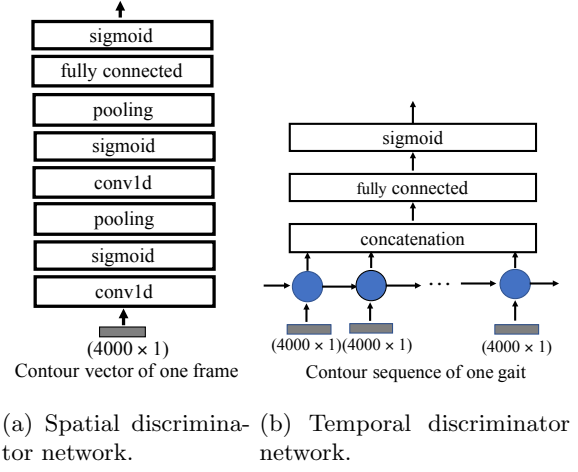 sigmoid
fully connected
pooling
sigmoid
conv1d
pooling
sigmoid
conv1d
(4000 × 1)
Contour vector of one frame
sigmoid
fully connected
concatenation
...
(4000 × 1) (4000 × 1) (4000 × 1)
Contour sequence of one gait
(a) Spatial discrimina-
tor network.
(b) Temporal discriminator
network.